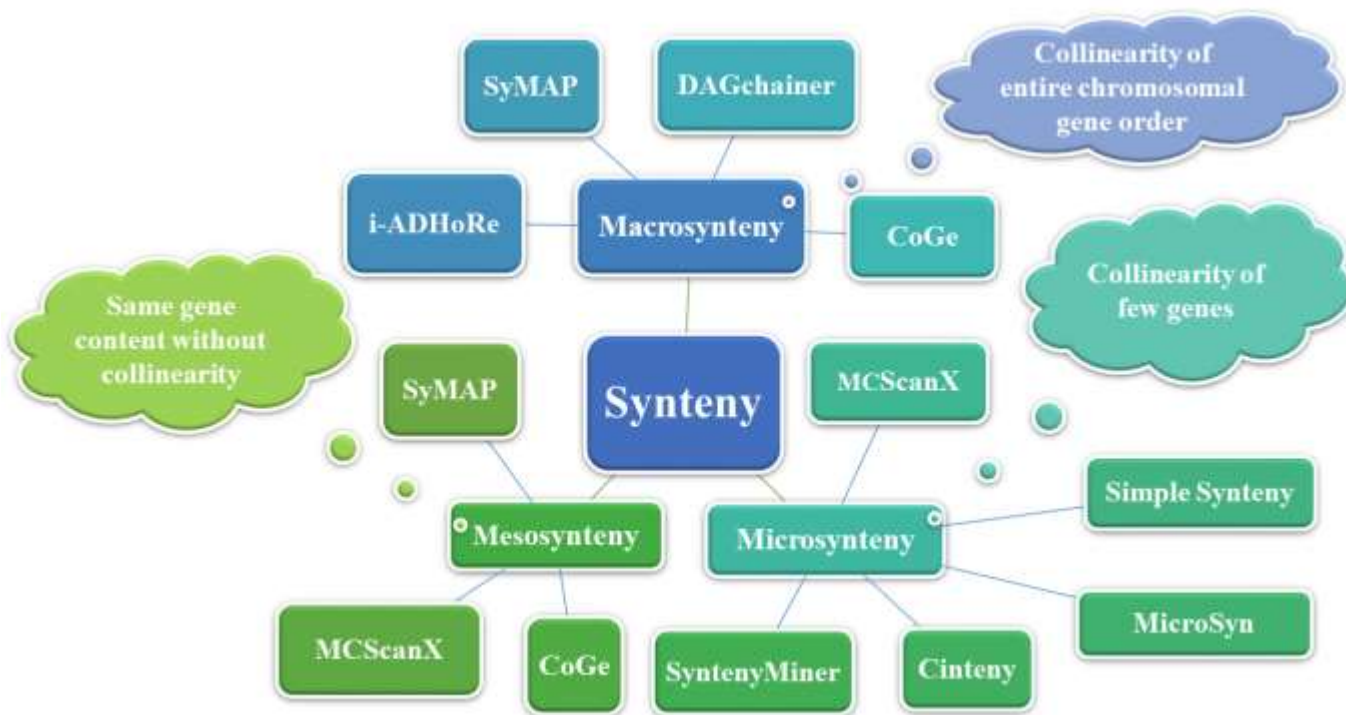 SyMAP
DAGchainer
Collinearity of
entire chromosomal
gene order
i-ADHoRe
Macrosynteny
CoGe
Same gene
content without
collinearity
Collinearity of
few genes
SyMAP
Synteny
MCScanX
Simple Synteny
Mesosynteny
Microsynteny
MCScanX
CoGe
SyntenyMiner
Cinteny
MicroSyn